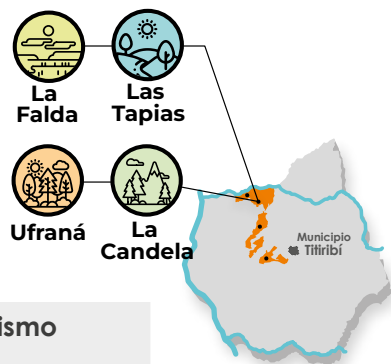 La
Falda
Las
Tapias
Ufraná
La
Candela
Municipio
Titiribí
ismo